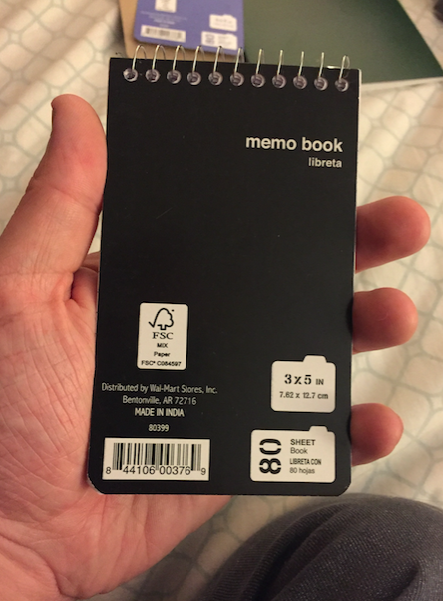 memo book
libreta
FSC
MIX
Paper
FSC® C084597
3 x 5 IN
7.62 x 12.7 cm
Distributed by Wal-Mart Stores, Inc.
Bentonville, AR 72716
MADE IN INDIA
80399
8 44106 00376 9
80
SHEET
Book
LIBRETA CON
80 hojas